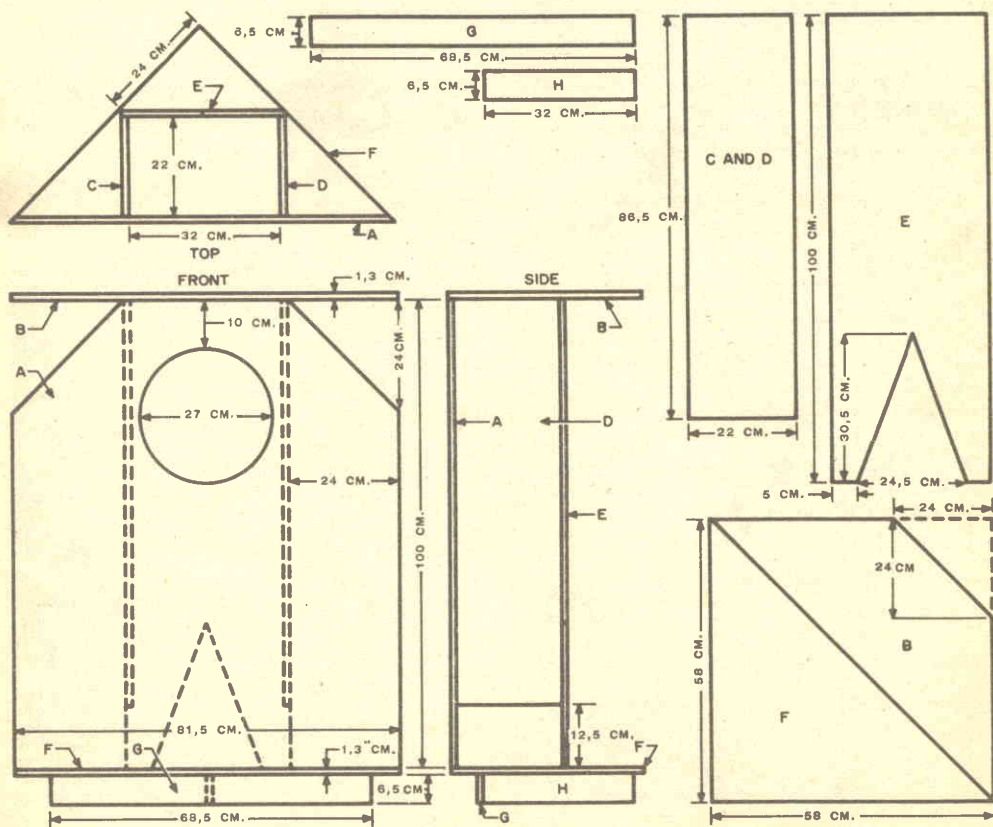 24 CM.
E
22 CM.
F
C
D
32 CM.
A
TOP
6,5 CM.
G
68,5 CM.
6,5 CM.
H
32 CM.
86,5 CM.
C AND D
22 CM.
100 CM.
E
30,5 CM.
24,5 CM.
5 CM.
FRONT
1,3 CM.
B
10 CM.
24 CM.
A
27 CM.
24 CM.
100 CM.
81,5 CM.
F
G
1,3" CM.
6,5 CM
68,5 CM.
SIDE
B
A
D
E
12,5 CM.
F
H
G
24 CM.
24 CM
58 CM.
B
F
58 CM.